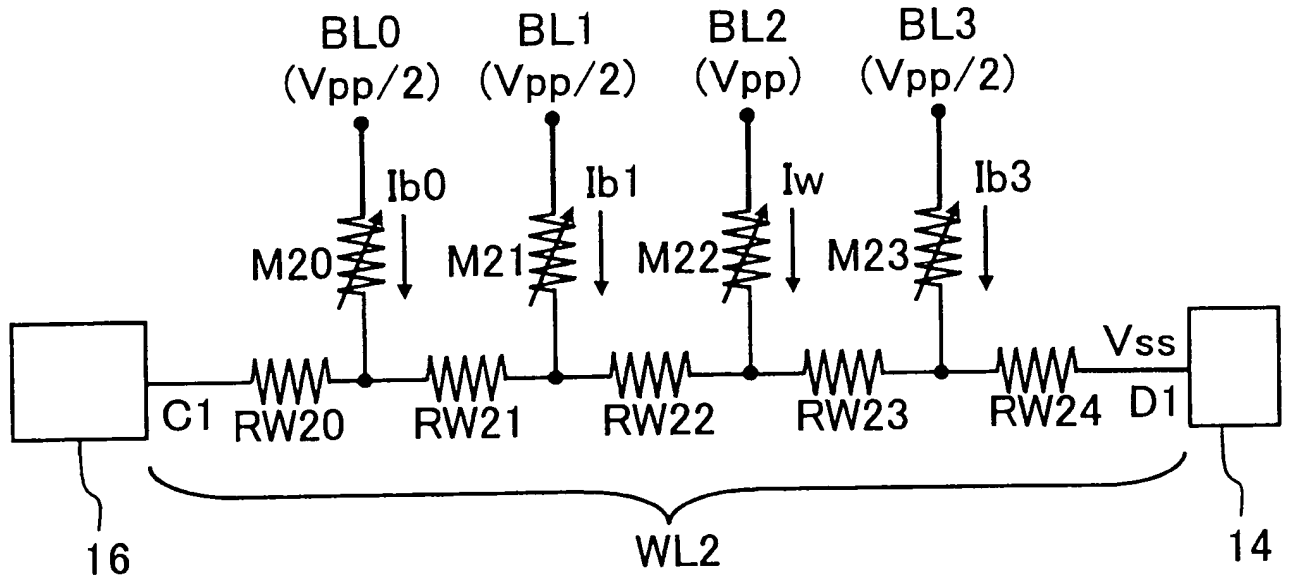 BL0 BL1 BL2 BL3
(Vpp/2) (Vpp/2) (Vpp) (Vpp/2)
Ib0 Ib1 Iw Ib3
M20 M21 M22 M23
Vss
C1 RW20 RW21 RW22 RW23 RW24 D1
WL2
16 14